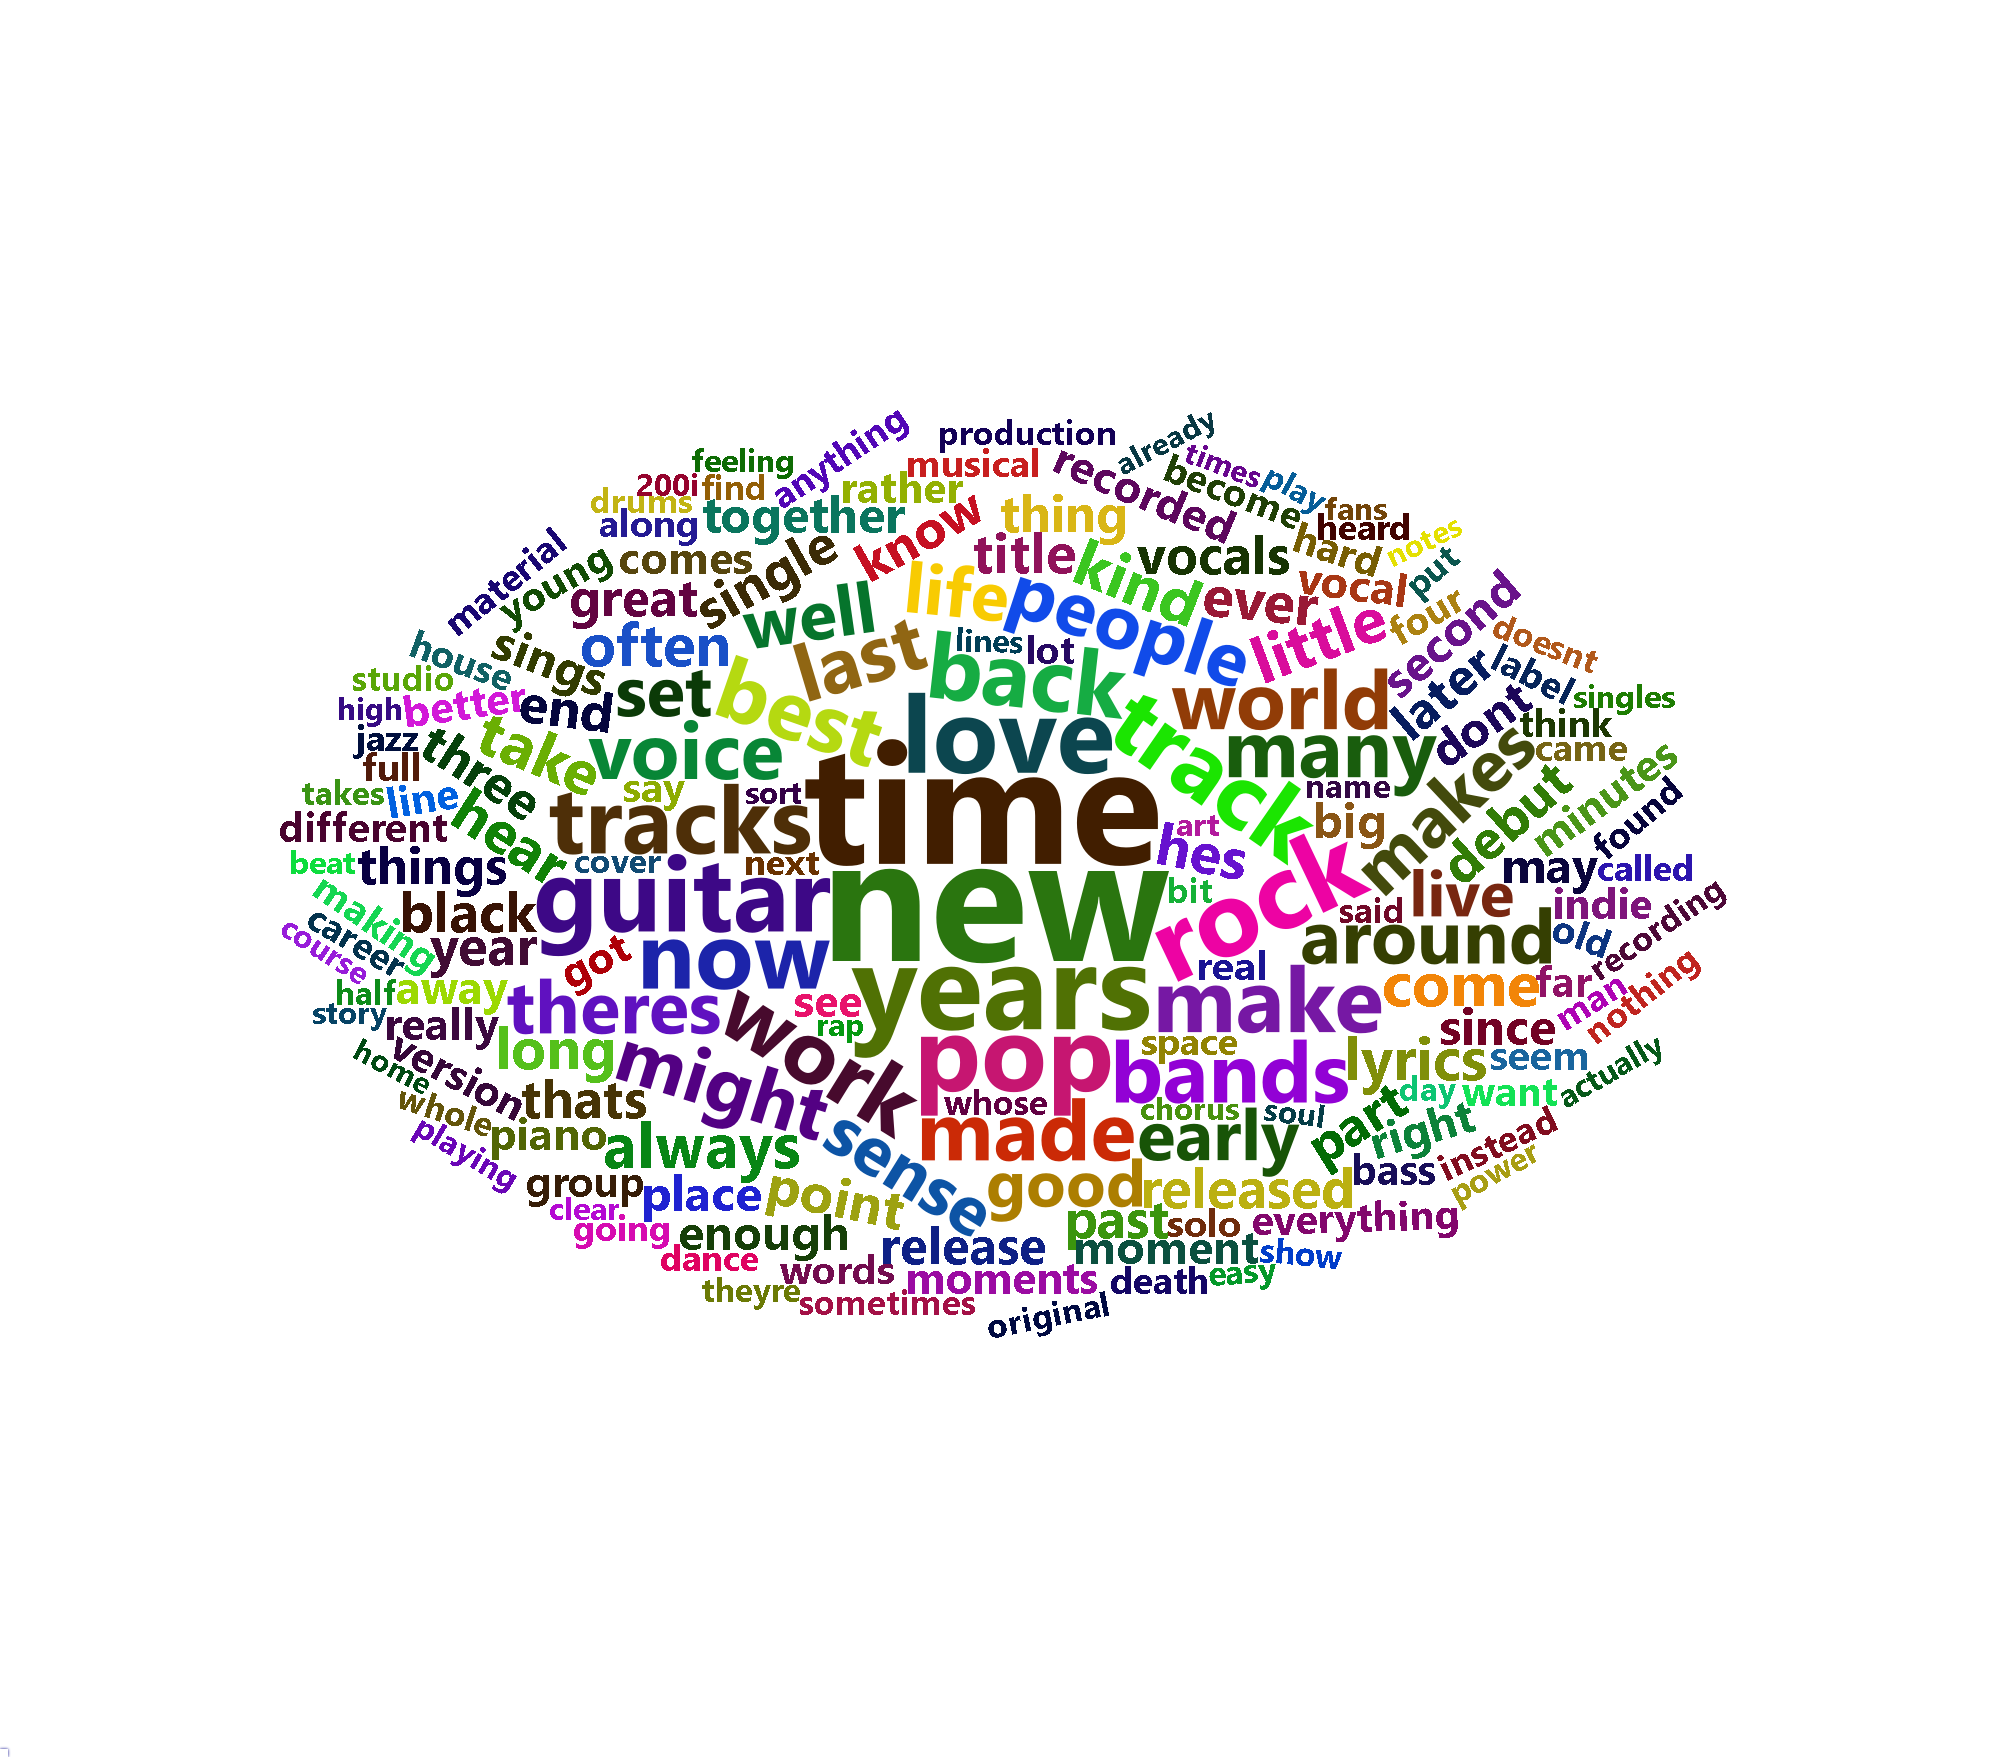 production
already
anything
feeling
musical
recorded
times
200i
find
rather
become
play
drums
fans
along
together
know
thing
heard
notes
material
young
comes
single
title
kind
vocals
hard
put
great
well
life
people
ever
vocal
four
second
house
sings
often
last
lines
lot
little
doesnt
studio
better
end
set
best
back
world
later
label
singles
high
jazz
three
take
voice
love
track
many
dont
think
came
full
time
makes
minutes
takes
line
hear
say
sort
name
debut
found
different
tracks
art
big
beat
things
cover
next
hes
rock
may
called
making
black
guitar
new
bit
said
live
indie
recording
career
course
year
got
now
real
around
old
half
away
theres
see
years
make
come
far
man
nothing
story
really
long
rap
work
space
since
home
version
might
pop
bands
lyrics
seem
actually
whole
thats
whose
chorus
soul
part
day
want
playing
piano
always
sense
made
early
right
instead
group
place
point
good
released
bass
power
clear.
going
enough
release
past
solo
everything
dance
words
moments
moment
show
theyre
sometimes
death
easy
original